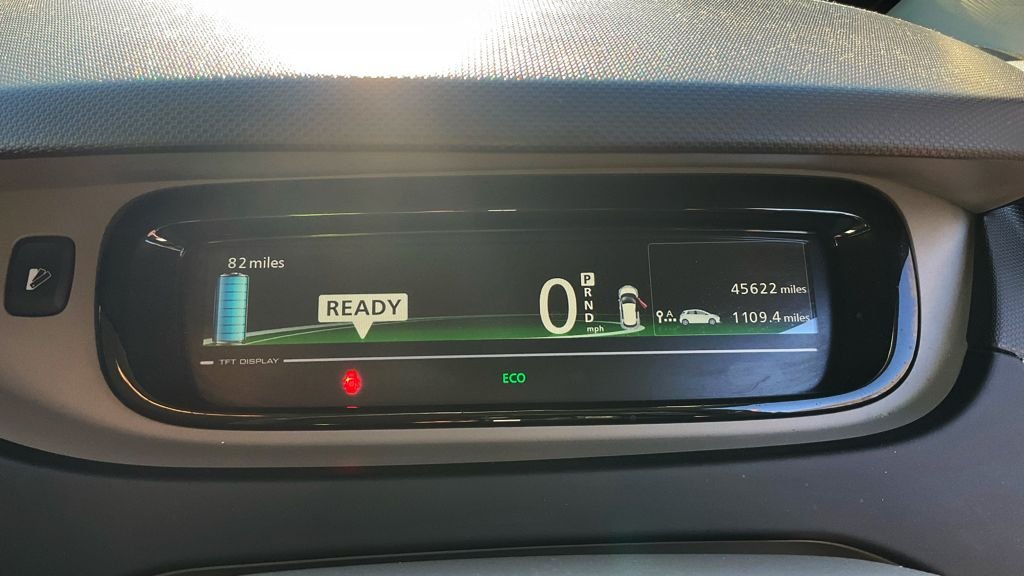 82 miles
READY
0
mph
P
R
N
D
45622 miles
1109.4 miles
TFT DISPLAY
ECO